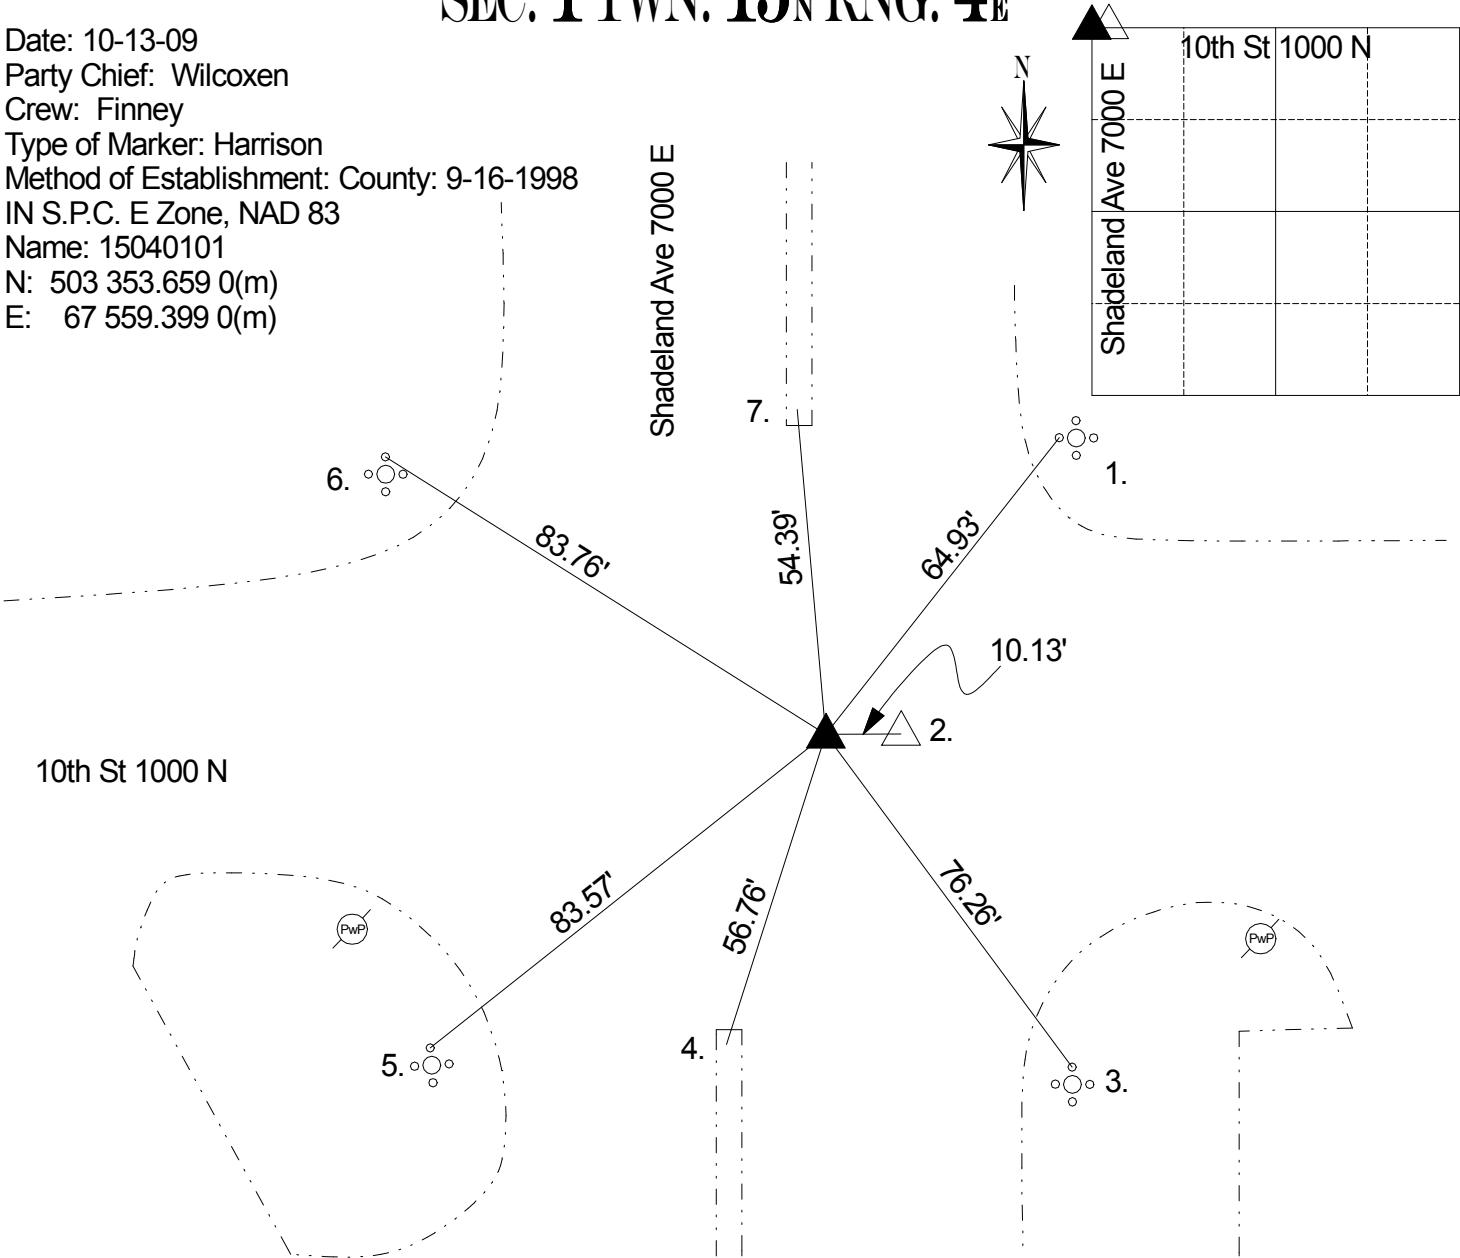 SEC. 1 TWN. 15N RNG. 4E
Date: 10-13-09
Party Chief: Wilcoxen
Crew: Finney
Type of Marker: Harrison
Method of Establishment: County: 9-16-1998
IN S.P.C. E Zone, NAD 83
Name: 15040101
N: 503 353.659 0(m)
E: 67 559.399 0(m)
Shadeland Ave 7000 E
N
10th St 1000 N
Shadeland Ave 7000 E
7.
6.
1.
83.76'
54.39'
64.93'
10.13'
2.
10th St 1000 N
83.57'
56.76'
76.26'
PwP
PwP
4.
5.
3.